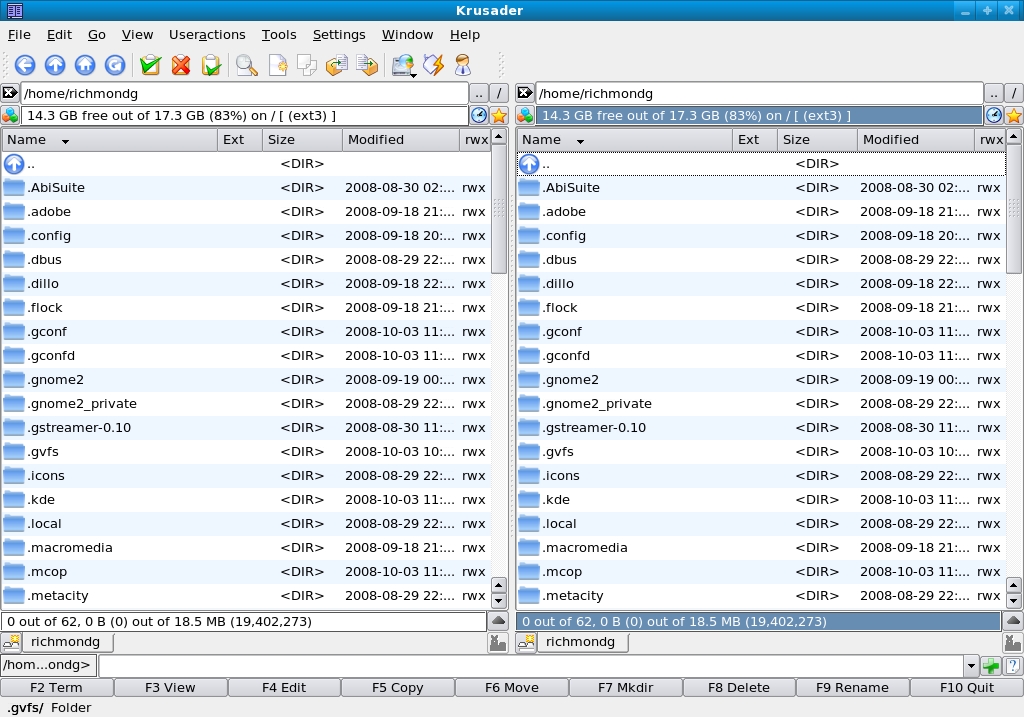 Krusader
File Edit Go View Useractions Tools Settings Window Help
/home/richmondg .. / /home/richmondg .. /
14.3 GB free out of 17.3 GB (83%) on / [ (ext3) ] 14.3 GB free out of 17.3 GB (83%) on / [ (ext3) ]
Name Ext Size Modified rwx Name Ext Size Modified rwx
.. <DIR> .. <DIR>
.AbiSuite <DIR> 2008-08-30 02:... rwx .AbiSuite <DIR> 2008-08-30 02:... rwx
.adobe <DIR> 2008-09-18 21:... rwx .adobe <DIR> 2008-09-18 21:... rwx
.config <DIR> 2008-09-18 20:... rwx .config <DIR> 2008-09-18 20:... rwx
.dbus <DIR> 2008-08-29 22:... rwx .dbus <DIR> 2008-08-29 22:... rwx
.dillo <DIR> 2008-09-18 22:... rwx .dillo <DIR> 2008-09-18 22:... rwx
.flock <DIR> 2008-09-18 21:... rwx .flock <DIR> 2008-09-18 21:... rwx
.gconf <DIR> 2008-10-03 11:... rwx .gconf <DIR> 2008-10-03 11:... rwx
.gconfd <DIR> 2008-10-03 11:... rwx .gconfd <DIR> 2008-10-03 11:... rwx
.gnome2 <DIR> 2008-09-19 00:... rwx .gnome2 <DIR> 2008-09-19 00:... rwx
.gnome2_private <DIR> 2008-08-29 22:... rwx .gnome2_private <DIR> 2008-08-29 22:... rwx
.gstreamer-0.10 <DIR> 2008-08-30 11:... rwx .gstreamer-0.10 <DIR> 2008-08-30 11:... rwx
.gvfs <DIR> 2008-10-03 10:... rwx .gvfs <DIR> 2008-10-03 10:... rwx
.icons <DIR> 2008-08-29 22:... rwx .icons <DIR> 2008-08-29 22:... rwx
.kde <DIR> 2008-10-03 11:... rwx .kde <DIR> 2008-10-03 11:... rwx
.local <DIR> 2008-08-29 22:... rwx .local <DIR> 2008-08-29 22:... rwx
.macromedia <DIR> 2008-09-18 21:... rwx .macromedia <DIR> 2008-09-18 21:... rwx
.mcop <DIR> 2008-10-03 11:... rwx .mcop <DIR> 2008-10-03 11:... rwx
.metacity <DIR> 2008-08-29 22:... rwx .metacity <DIR> 2008-08-29 22:... rwx
0 out of 62, 0 B (0) out of 18.5 MB (19,402,273) 0 out of 62, 0 B (0) out of 18.5 MB (19,402,273)
richmondg richmondg
/hom...ondg>
F2 Term F3 View F4 Edit F5 Copy F6 Move F7 Mkdir F8 Delete F9 Rename F10 Quit
.gvfs/ Folder